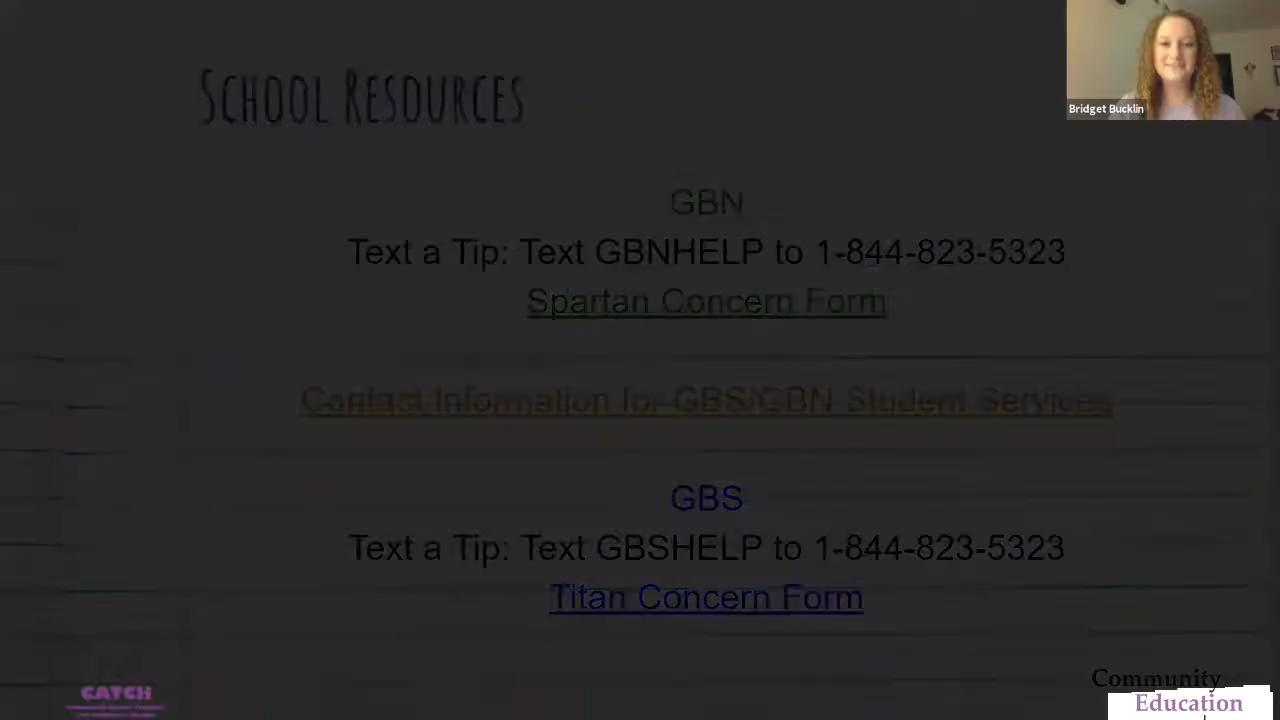 School Resources
Bridget Bucklin
GBN
Text a Tip: Text GBNHELP to 1-844-823-5323
Spartan Concern Form
Contact Information for GBS/GBN Student Services
GBS
Text a Tip: Text GBSHELP to 1-844-823-5323
Titan Concern Form
CATCH
Community
Education